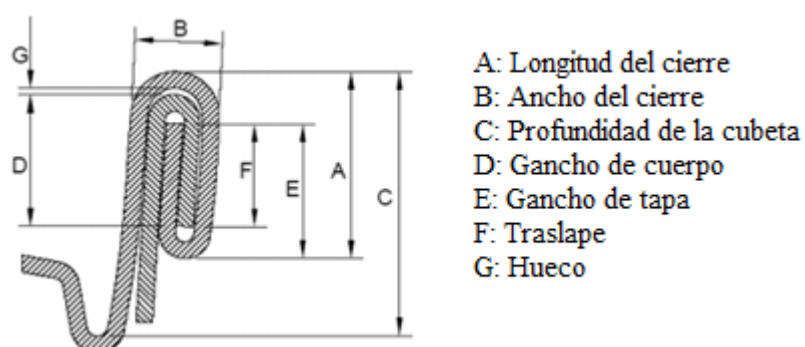 B
G
D
F
E
A
C
A: Longitud del cierre
B: Ancho del cierre
C: Profundidad de la cubeta
D: Gancho de cuerpo
E: Gancho de tapa
F: Traslape
G: Hueco